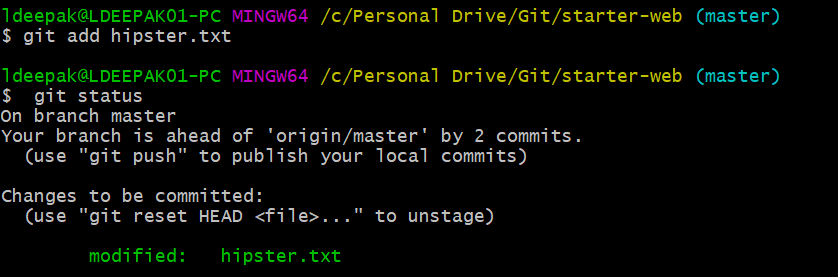 ldeepak@LDEEPAK01-PC MINGW64 /c/Personal Drive/Git/starter-web (master)
$ git add hipster.txt
ldeepak@LDEEPAK01-PC MINGW64 /c/Personal Drive/Git/starter-web (master)
$  git status
On branch master
Your branch is ahead of 'origin/master' by 2 commits.
  (use "git push" to publish your local commits)
Changes to be committed:
  (use "git reset HEAD <file>..." to unstage)
        modified:   hipster.txt